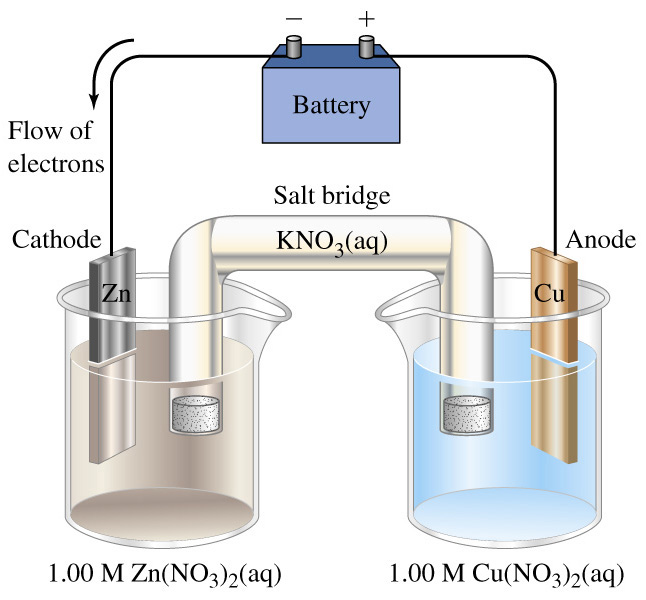 − +
Battery
Flow of
electrons
Salt bridge
KNO₃(aq)
Cathode
Anode
Zn
Cu
1.00 M Zn(NO₃)₂(aq)
1.00 M Cu(NO₃)₂(aq)